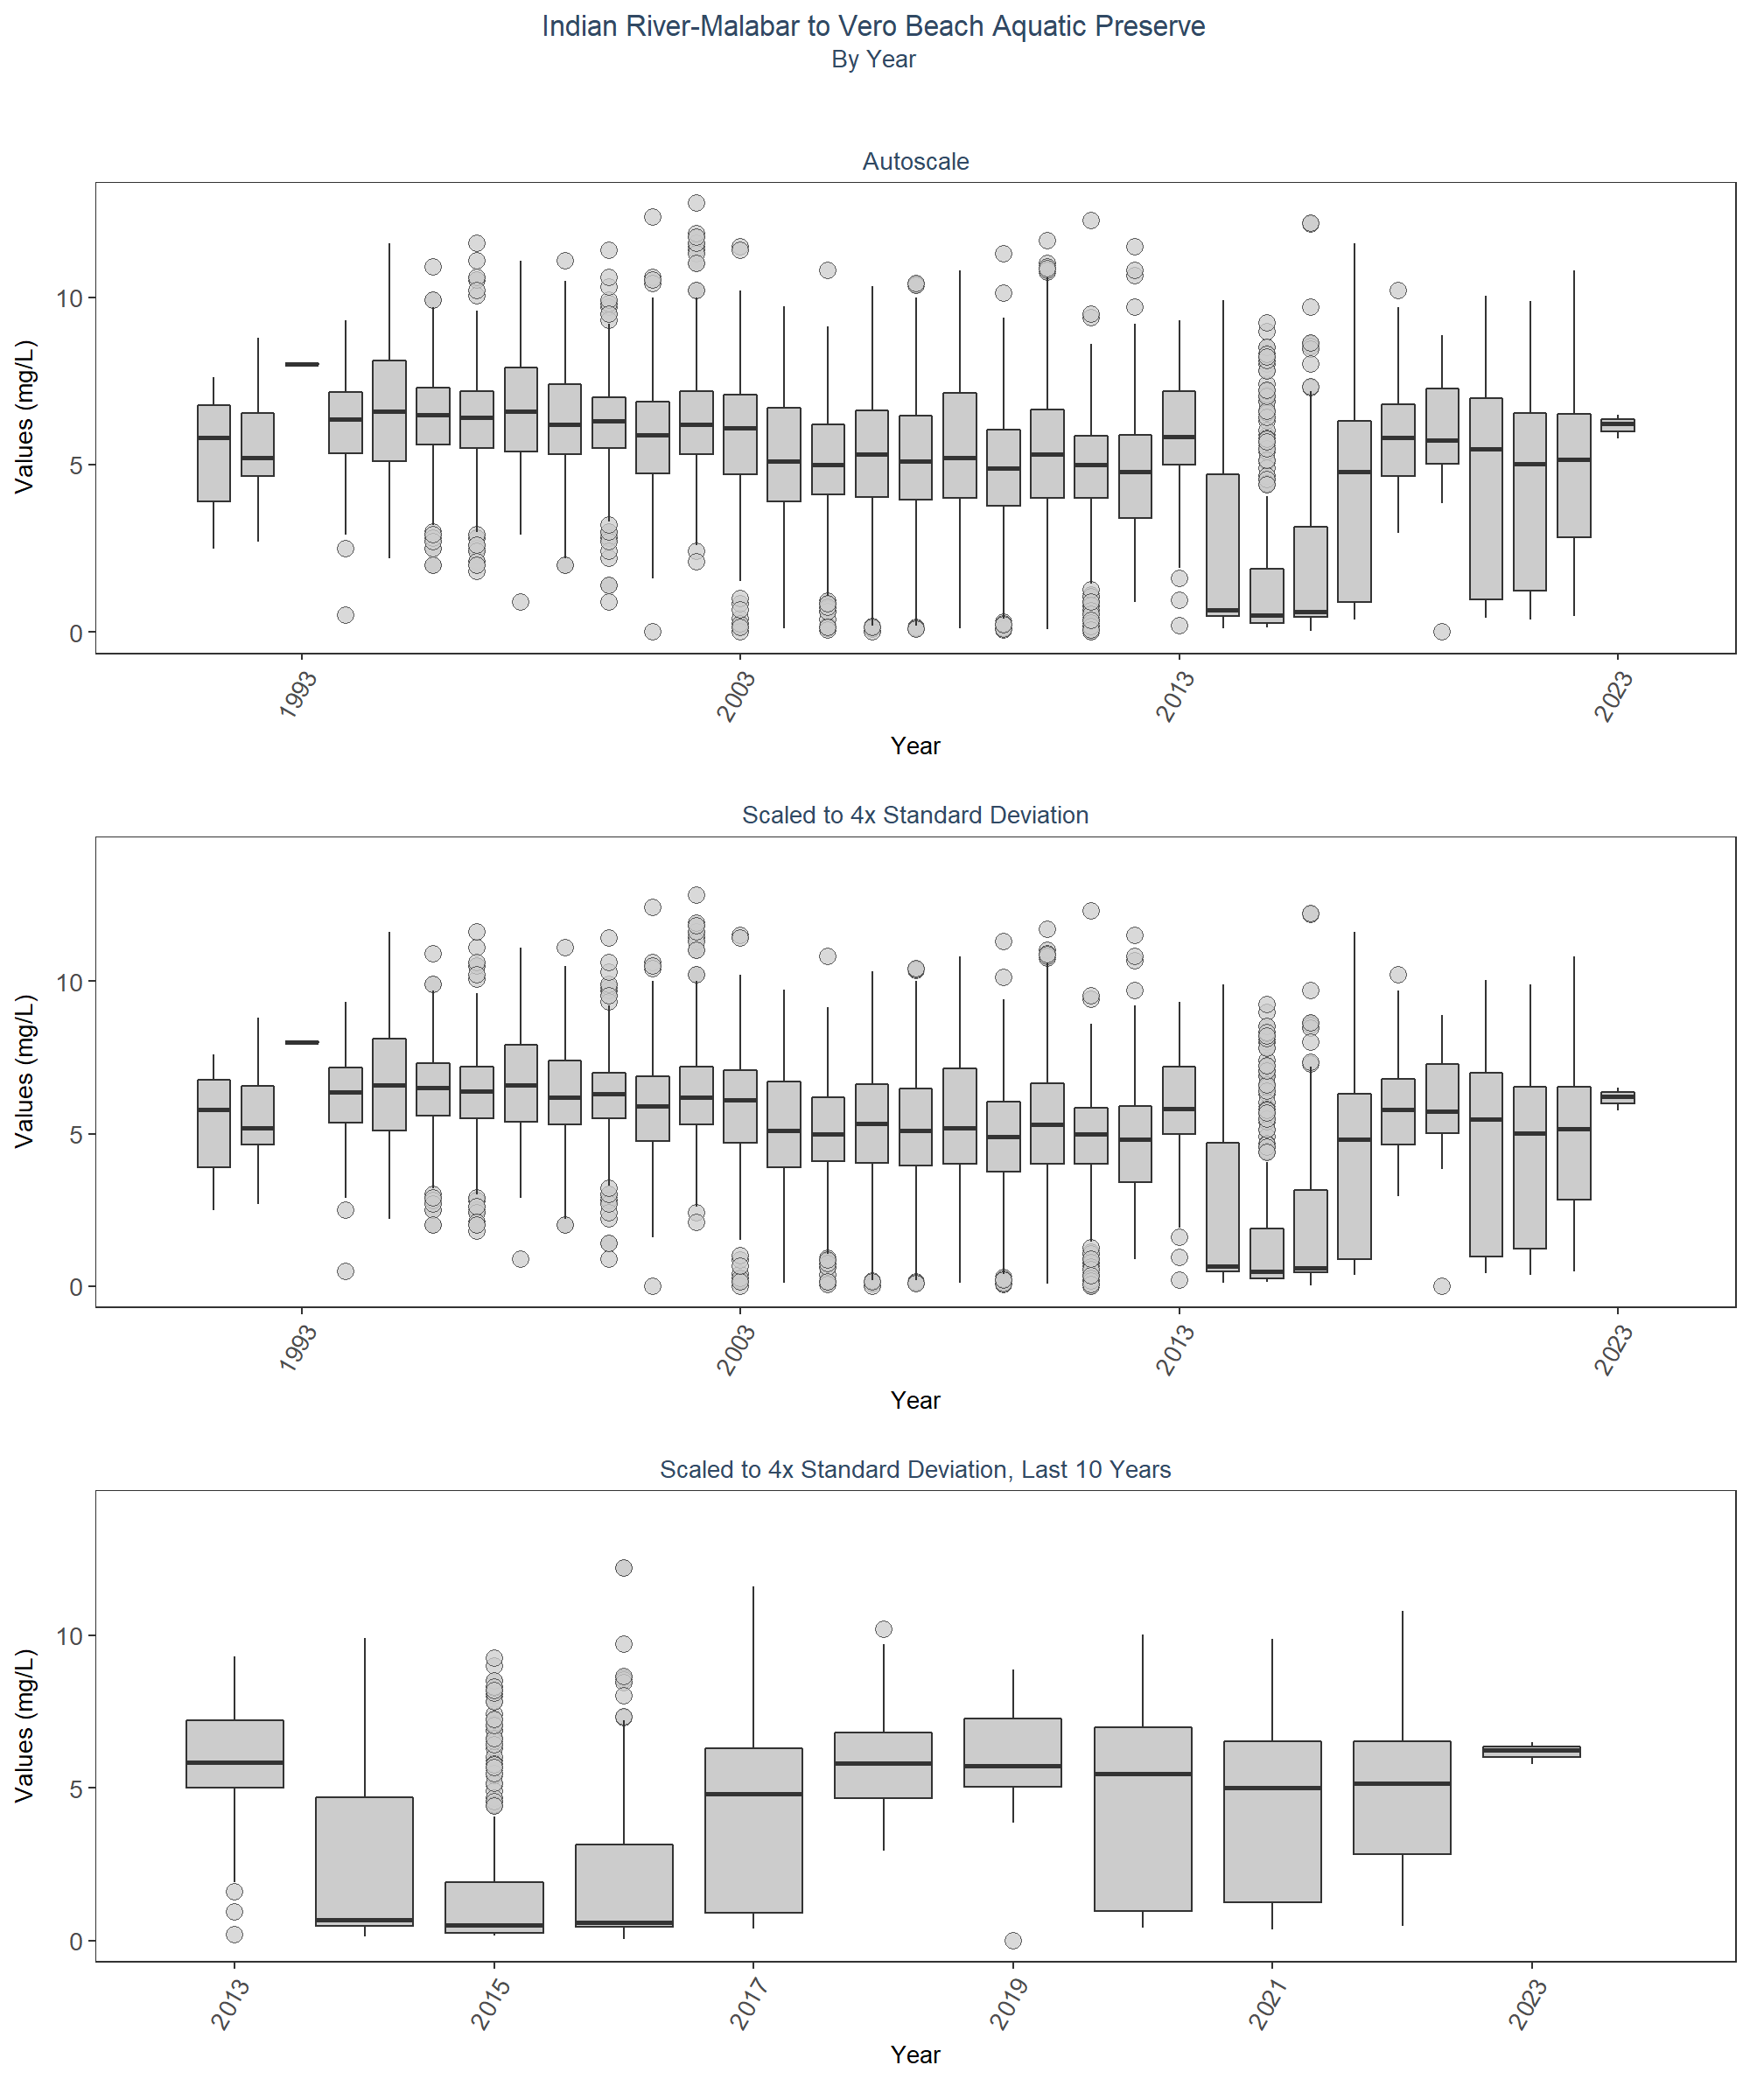 Indian River-Malabar to Vero Beach Aquatic Preserve
By Year
Autoscale
Values (mg/L)
10
5
0
1993
2003
2013
2023
Year
Scaled to 4x Standard Deviation
Values (mg/L)
10
5
0
1993
2003
2013
2023
Year
Scaled to 4x Standard Deviation, Last 10 Years
Values (mg/L)
10
5
0
2013
2015
2017
2019
2021
2023
Year